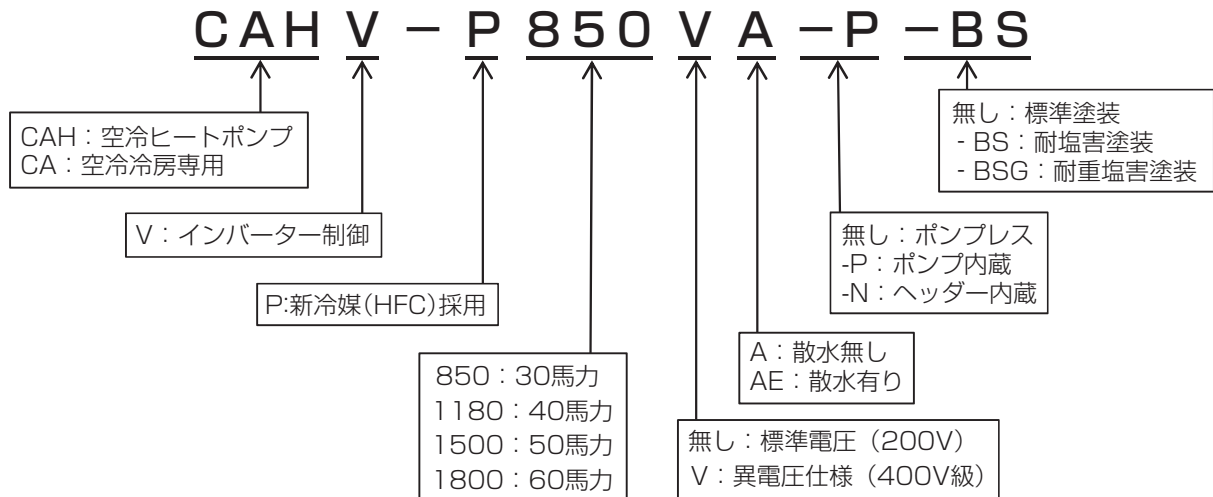 CAHV-P850VA-P-BS
CAH：空冷ヒートポンプ
CA：空冷冷房専用
V：インバーター制御
P:新冷媒(HFC)採用
850：30馬力
1180：40馬力
1500：50馬力
1800：60馬力
無し：標準電圧（200V）
V：異電圧仕様（400V級）
A：散水無し
AE：散水有り
無し：ポンプレス
-P：ポンプ内蔵
-N：ヘッダー内蔵
無し：標準塗装
- BS：耐塩害塗装
- BSG：耐重塩害塗装